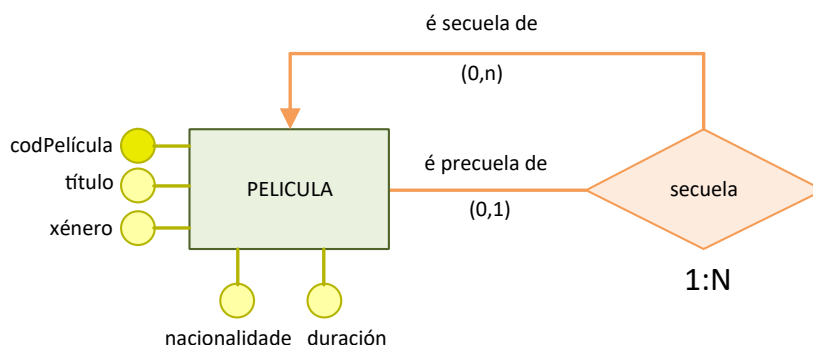 é secuela de
(0,n)
codPelícula
título
xénero
PELICULA
é precuela de
(0,1)
secuela
1:N
nacionalidade
duración